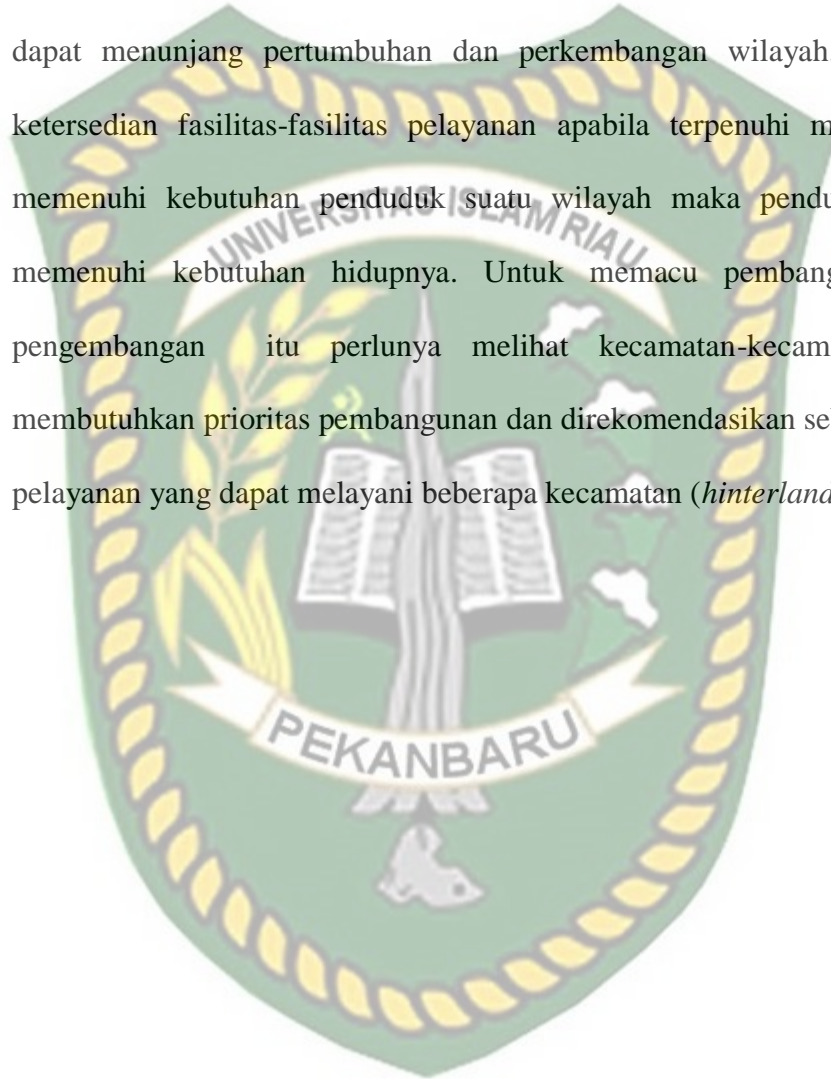 dapat menunjang pertumbuhan dan perkembangan wilayah.
ketersedian fasilitas-fasilitas pelayanan apabila terpenuhi
memenuhi kebutuhan penduduk suatu wilayah maka
UNIVERSITAS ISLAM RIAU
memenuhi kebutuhan hidupnya. Untuk memacu
pengembangan itu perlunya melihat
membutuhkan prioritas pembangunan dan direkomendasikan
pelayanan yang dapat melayani beberapa kecamatan (hinterland
PEKANBARU